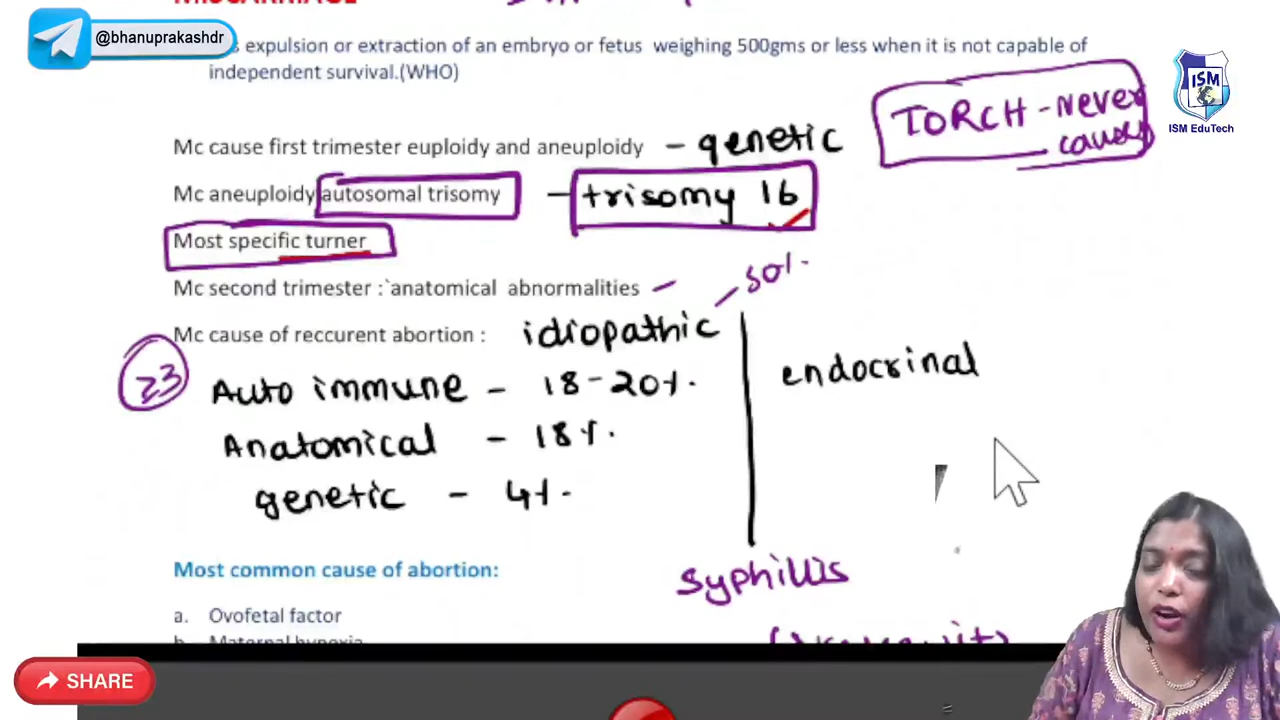 @bhanuprakashdr
expulsion or extraction of an embryo or fetus weighing 500gms or less when it is not capable of
independent survival.(WHO)
ISM
ISM EduTech
TORCH - Never
causes
Mc cause first trimester euploidy and aneuploidy - genetic
Mc aneuploidy autosomal trisomy - trisomy 16
Most specific turner
Mc second trimester :`anatomical abnormalities - 50%.
Mc cause of reccurent abortion : idiopathic
≥3
Auto immune - 18-20%.
endocrinal
Anatomical - 18%.
genetic - 4%.
Most common cause of abortion:
syphillis
a. Ovofetal factor
b. Maternal hypoxia
SHARE